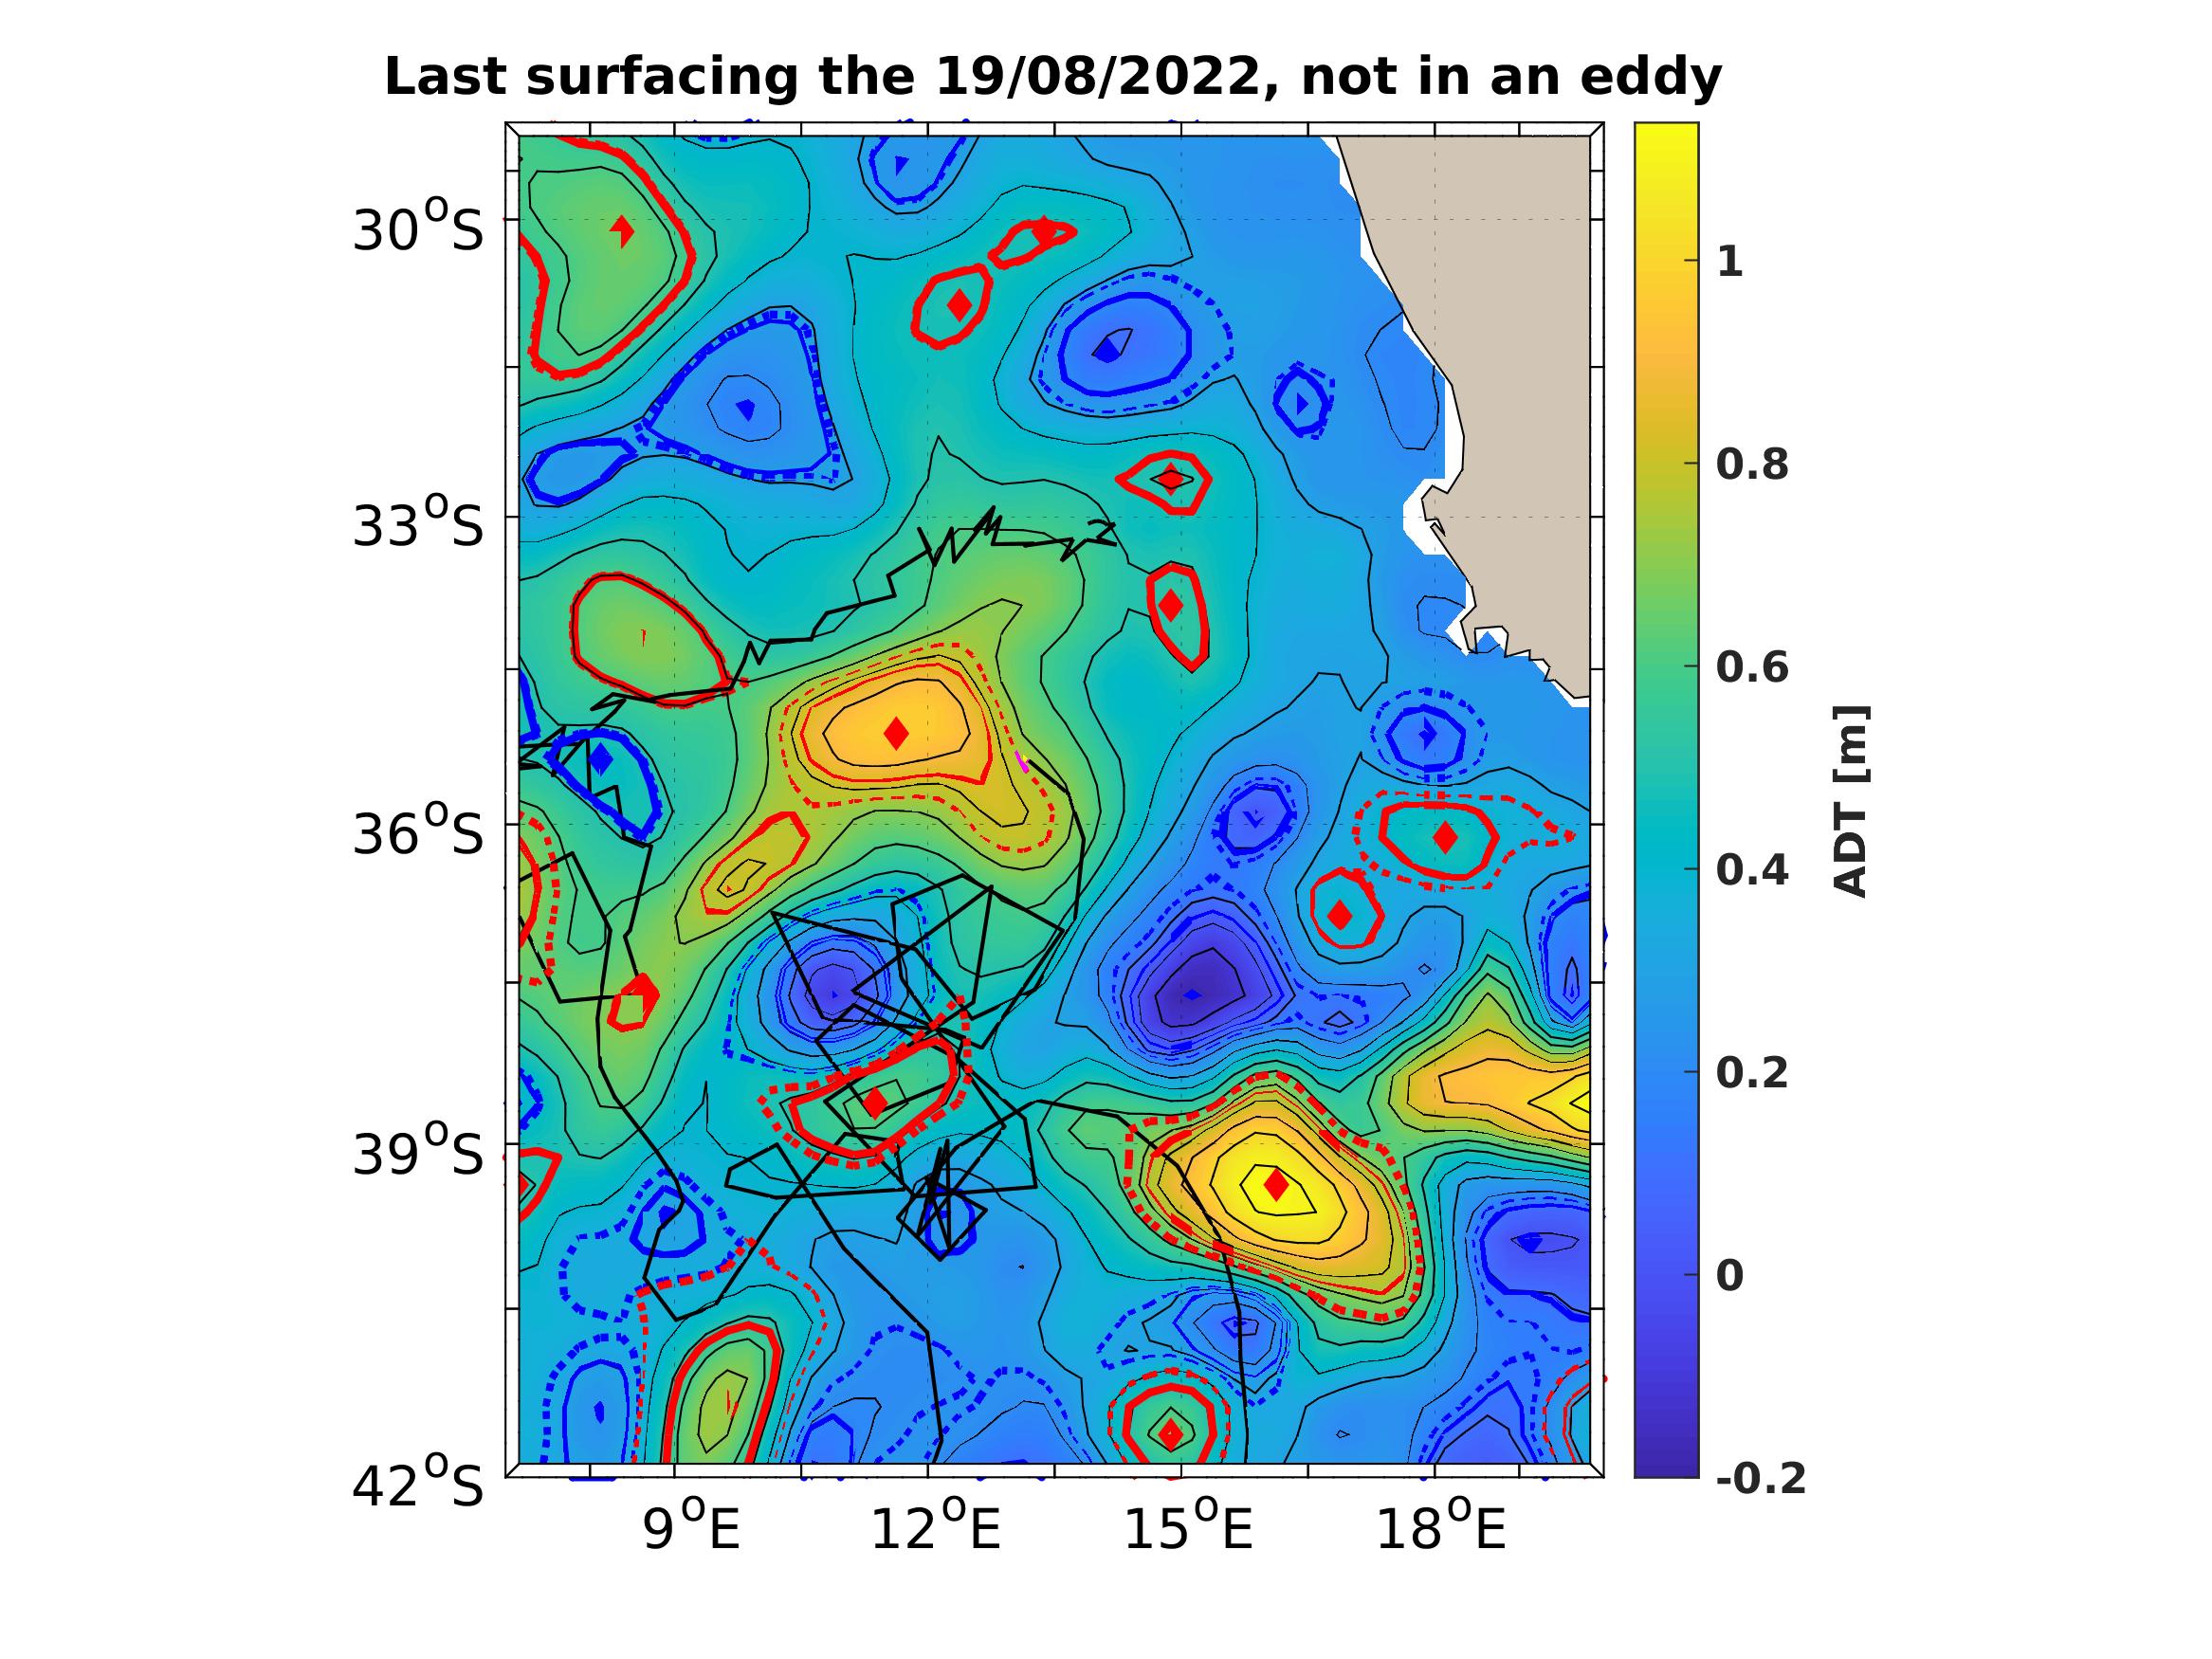 Last surfacing the 19/08/2022, not in an eddy
30°S
33°S
36°S
39°S
42°S
9°E
12°E
15°E
18°E
1
0.8
0.6
0.4
0.2
0
-0.2
ADT [m]